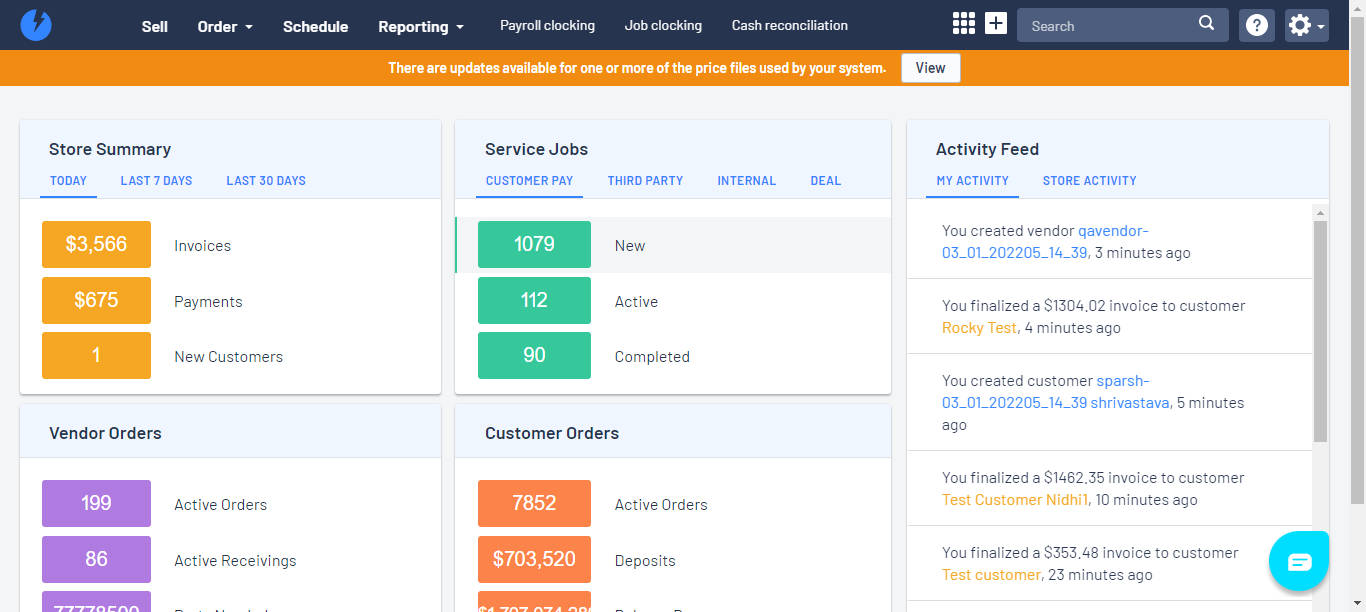 Sell Order Schedule Reporting Payroll clocking Job clocking Cash reconciliation Search
There are updates available for one or more of the price files used by your system. View
Store Summary
TODAY LAST 7 DAYS LAST 30 DAYS
$3,566 Invoices
$675 Payments
1 New Customers
Service Jobs
CUSTOMER PAY THIRD PARTY INTERNAL DEAL
1079 New
112 Active
90 Completed
Vendor Orders
199 Active Orders
86 Active Receivings
Customer Orders
7852 Active Orders
$703,520 Deposits
Activity Feed
MY ACTIVITY STORE ACTIVITY
You created vendor qavendor-
03_01_202205_14_39, 3 minutes ago
You finalized a $1304.02 invoice to customer
Rocky Test, 4 minutes ago
You created customer sparsh-
03_01_202205_14_39 shrivastava, 5 minutes
ago
You finalized a $1462.35 invoice to customer
Test Customer Nidhi1, 10 minutes ago
You finalized a $353.48 invoice to customer
Test customer, 23 minutes ago